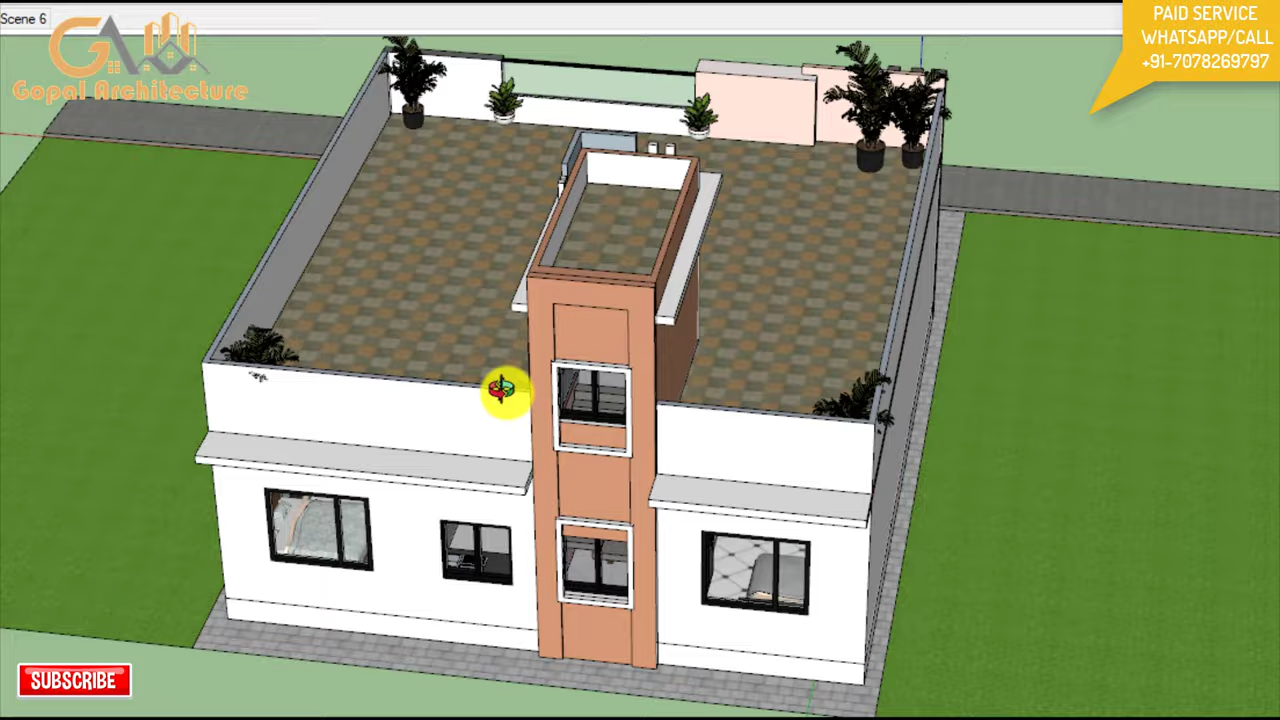 Scene 6
Gopal Architecture
PAID SERVICE
WHATSAPP/CALL
+91-7078269797
SUBSCRIBE